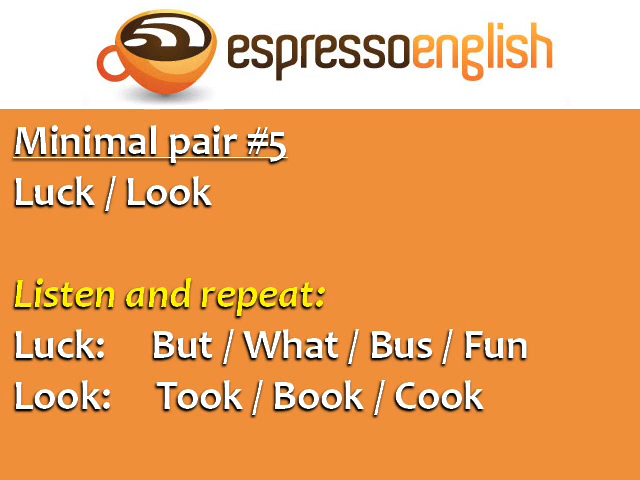 espressoenglish
Minimal pair #5
Luck / Look
Listen and repeat:
Luck: But / What / Bus / Fun
Look: Took / Book / Cook